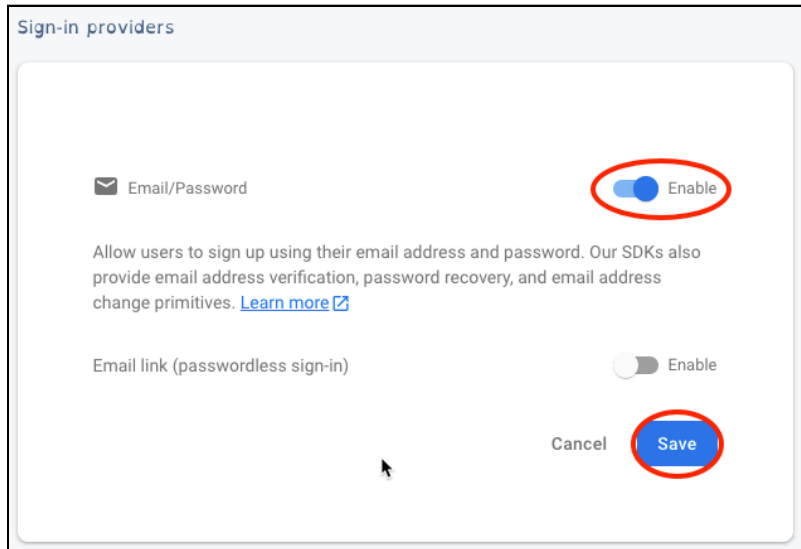 Sign-in providers
Email/Password
Enable
Allow users to sign up using their email address and password. Our SDKs also
provide email address verification, password recovery, and email address
change primitives. Learn more
Email link (passwordless sign-in)
Enable
Cancel
Save